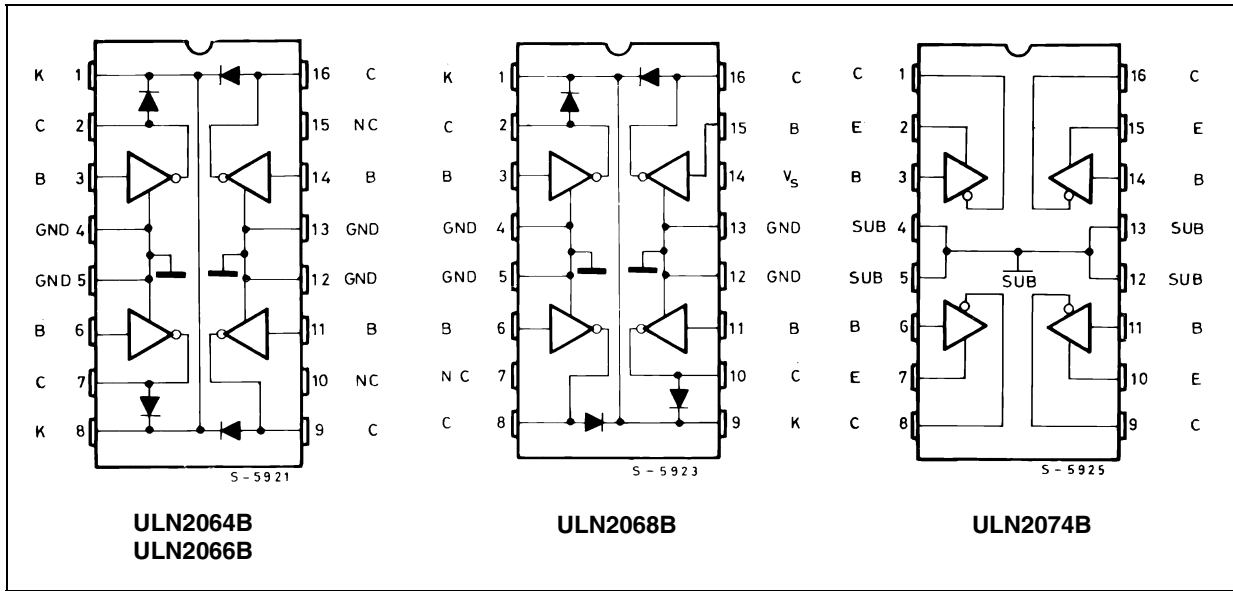 K 1 16 C
C 2 15 NC
B 3 14 B
GND 4 13 GND
GND 5 12 GND
B 6 11 B
C 7 10 NC
K 8 9 C
S-5921
ULN2064B
ULN2066B
K 1 16 C
C 2 15 B
B 3 14 Vs
GND 4 13 GND
GND 5 12 GND
B 6 11 B
NC 7 10 C
C 8 9 K
S-5923
ULN2068B
C 1 16 C
E 2 15 E
B 3 14 B
SUB 4 13 SUB
SUB 5 SUB 12 SUB
B 6 11 B
E 7 10 E
C 8 9 C
S-5925
ULN2074B